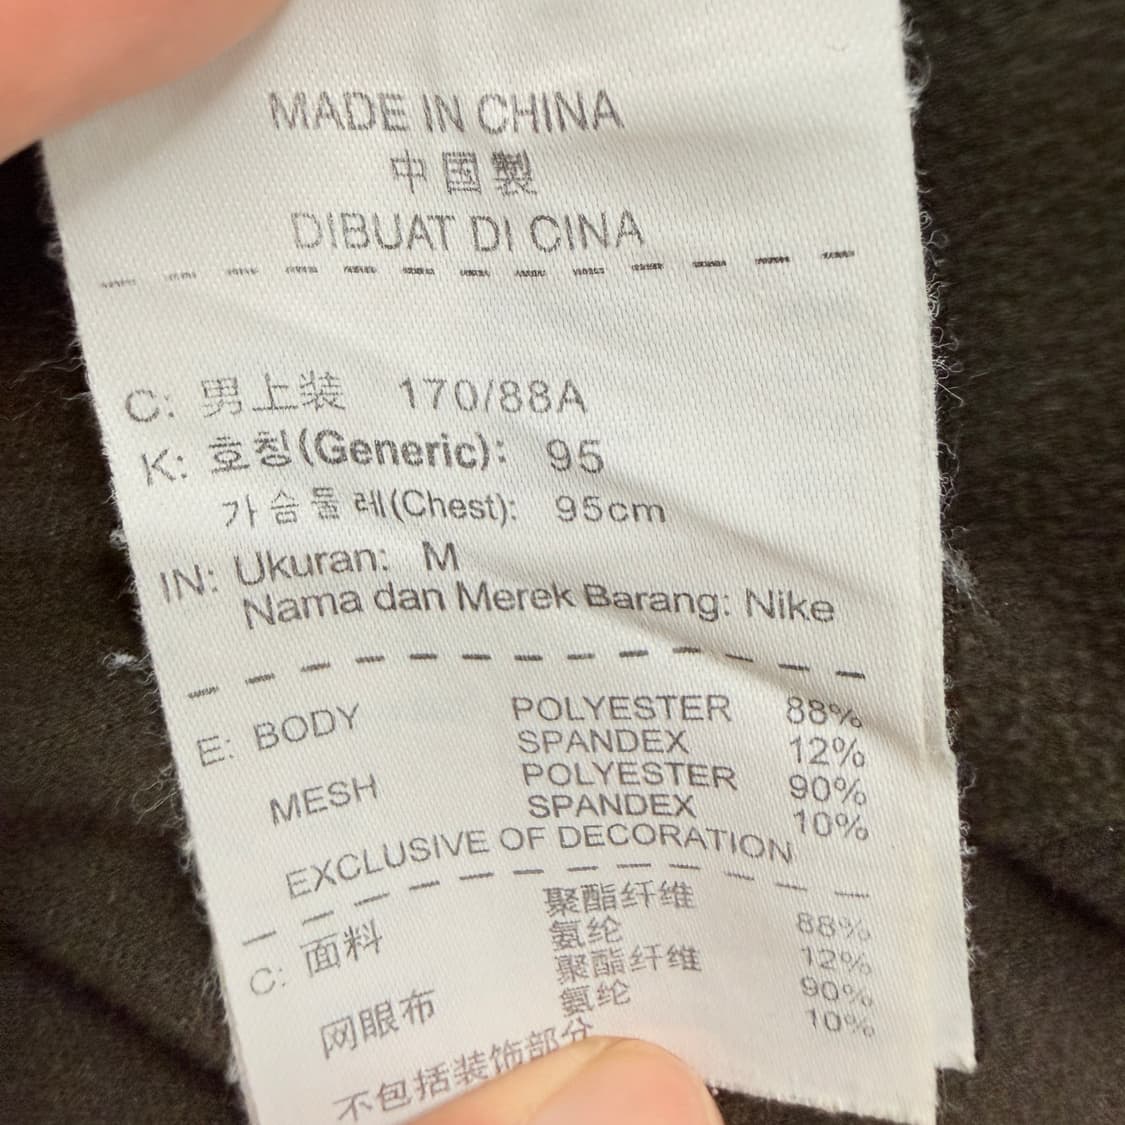 MADE IN CHINA
中国製
DIBUAT DI CINA
C: 男上装 170/88A
K: 호칭(Generic): 95
가슴둘레(Chest): 95cm
IN: Ukuran: M
Nama dan Merek Barang: Nike
E: BODY POLYESTER 88%
SPANDEX 12%
MESH POLYESTER 90%
SPANDEX 10%
EXCLUSIVE OF DECORATION
C: 面料 聚酯纤维 88%
氨纶 12%
网眼布 聚酯纤维 90%
氨纶 10%
不包括装饰部分